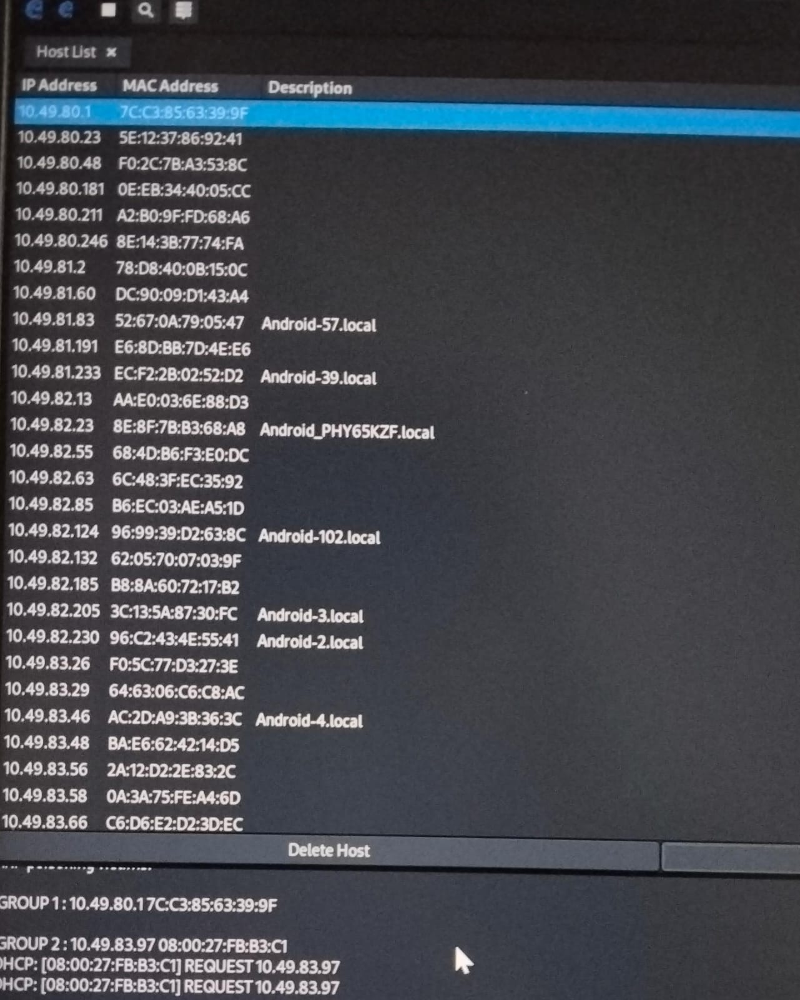 Host List ×
IP Address MAC Address Description
10.49.80.1 7C:C3:85:63:39:9F
10.49.80.23 5E:12:37:86:92:41
10.49.80.48 F0:2C:7B:A3:53:8C
10.49.80.181 0E:EB:34:40:05:CC
10.49.80.211 A2:B0:9F:FD:68:A6
10.49.80.246 8E:14:3B:77:74:FA
10.49.81.2 78:D8:40:0B:15:0C
10.49.81.60 DC:90:09:D1:43:A4
10.49.81.83 52:67:0A:79:05:47 Android-57.local
10.49.81.191 E6:8D:BB:7D:4E:E6
10.49.81.233 EC:F2:2B:02:52:D2 Android-39.local
10.49.82.13 AA:E0:03:6E:88:D3
10.49.82.23 8E:8F:7B:B3:68:A8 Android_PHY65KZF.local
10.49.82.55 68:4D:B6:F3:E0:DC
10.49.82.63 6C:48:3F:EC:35:92
10.49.82.85 B6:EC:03:AE:A5:1D
10.49.82.124 96:99:39:D2:63:8C Android-102.local
10.49.82.132 62:05:70:07:03:9F
10.49.82.185 B8:8A:60:72:17:B2
10.49.82.205 3C:13:5A:87:30:FC Android-3.local
10.49.82.230 96:C2:43:4E:55:41 Android-2.local
10.49.83.26 F0:5C:77:D3:27:3E
10.49.83.29 64:63:06:C6:C8:AC
10.49.83.46 AC:2D:A9:3B:36:3C Android-4.local
10.49.83.48 BA:E6:62:42:14:D5
10.49.83.56 2A:12:D2:2E:83:2C
10.49.83.58 0A:3A:75:FE:A4:6D
10.49.83.66 C6:D6:E2:D2:3D:EC
Delete Host
GROUP 1 : 10.49.80.1 7C:C3:85:63:39:9F
GROUP 2 : 10.49.83.97 08:00:27:FB:B3:C1
DHCP: [08:00:27:FB:B3:C1] REQUEST 10.49.83.97
DHCP: [08:00:27:FB:B3:C1] REQUEST 10.49.83.97